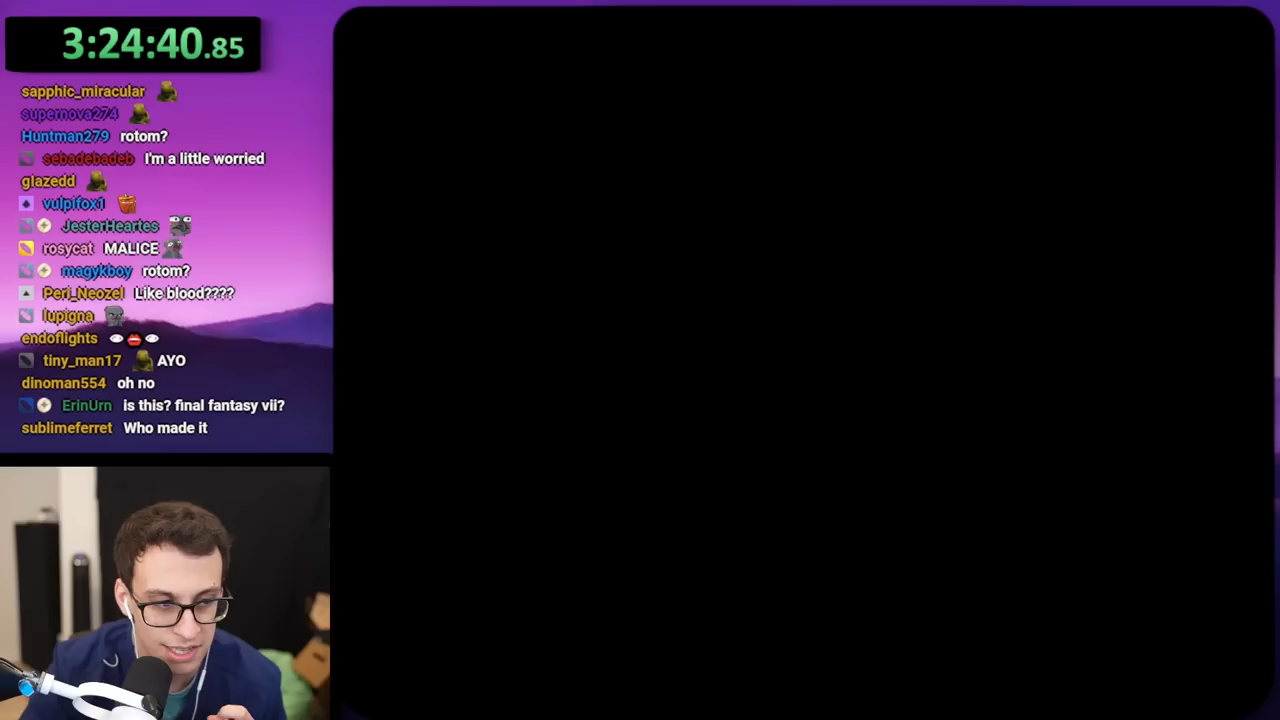 3:24:40.85
sapphic_miracular
supernova274
Huntman279 rotom?
sebadebadeb I'm a little worried
glazedd
vulpifox1
JesterHeartes
rosycat MALICE
magykboy rotom?
Peri_Neozel Like blood????
lupigna
endoflights
tiny_man17 AYO
dinoman554 oh no
ErinUrn is this? final fantasy vii?
sublimeferret Who made it